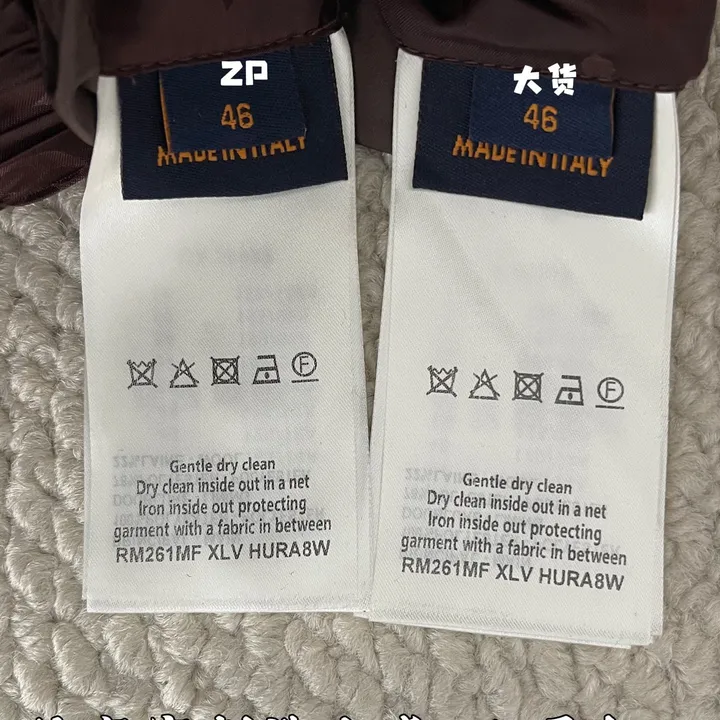 ZP
46
MADE IN ITALY
Gentle dry clean
Dry clean inside out in a net
Iron inside out protecting
garment with a fabric in between
RM261MF XLV HURA8W
大货
46
MADE IN ITALY
F
Gentle dry clean
Dry clean inside out in a net
Iron inside out protecting
garment with a fabric in between
RM261MF XLV HURA8W